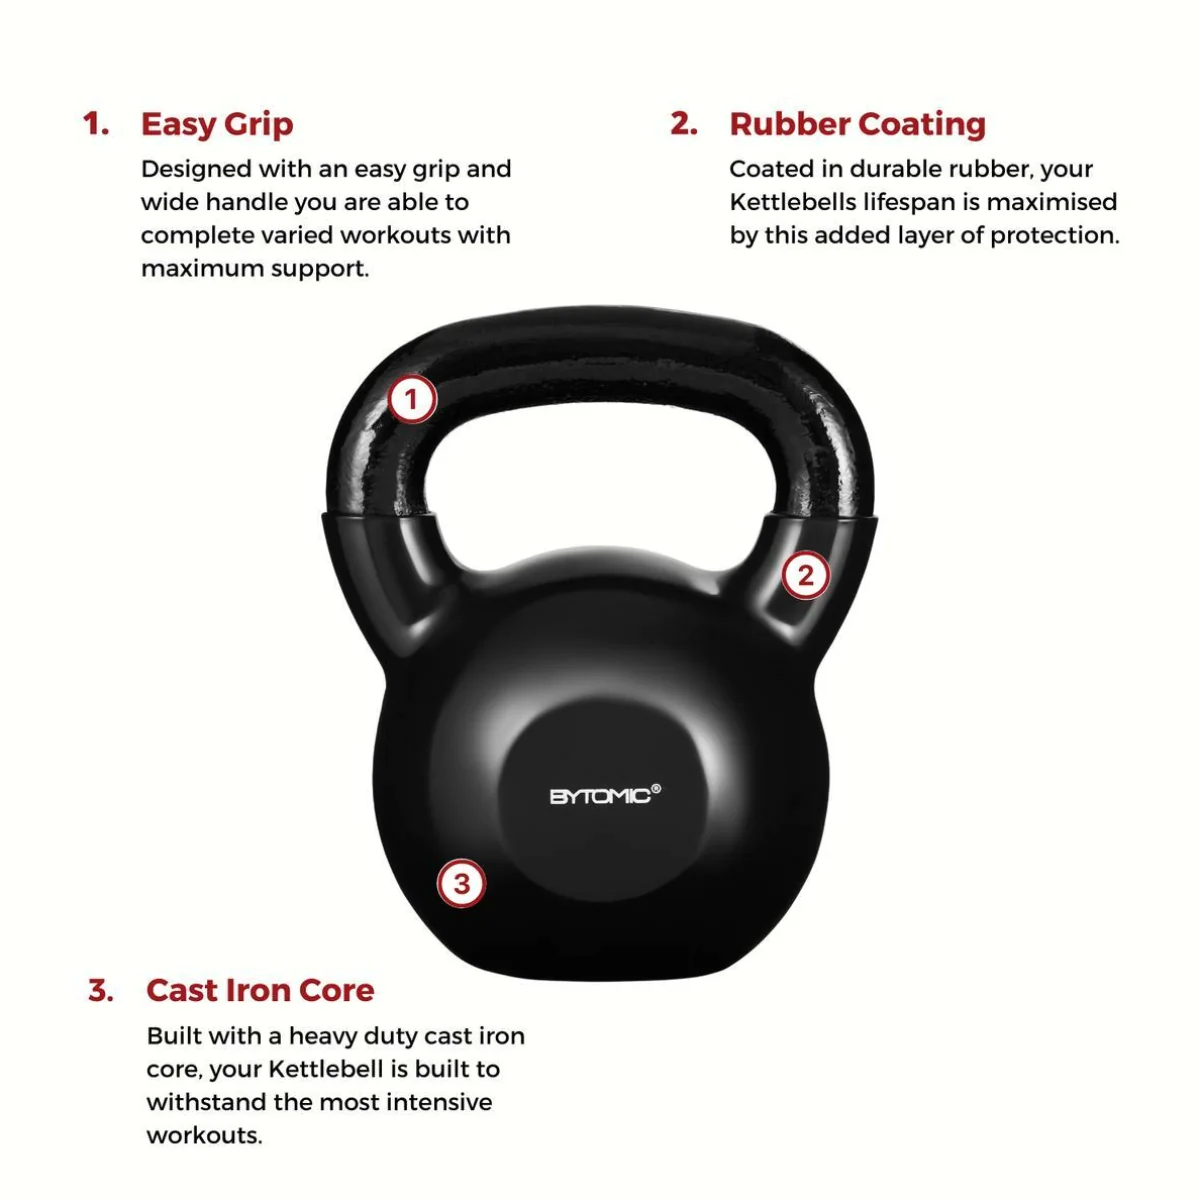 1. Easy Grip
Designed with an easy grip and
wide handle you are able to
complete varied workouts with
maximum support.
2. Rubber Coating
Coated in durable rubber, your
Kettlebells lifespan is maximised
by this added layer of protection.
1
2
BYTOMIC®
3
3. Cast Iron Core
Built with a heavy duty cast iron
core, your Kettlebell is built to
withstand the most intensive
workouts.